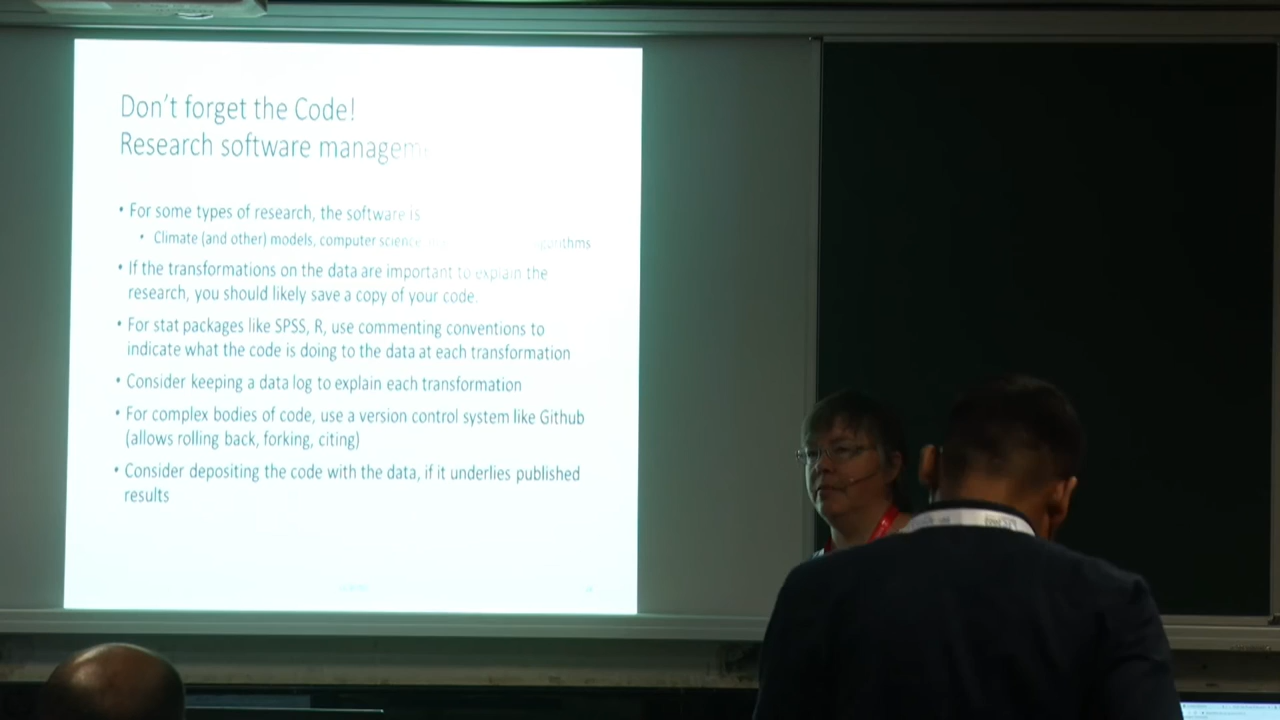 Don't forget the Code!
Research software managem
• For some types of research, the software is
• Climate (and other) models, computer science
• If the transformations on the data are important to explain the
research, you should likely save a copy of your code.
• For stat packages like SPSS, R, use commenting conventions to
indicate what the code is doing to the data at each transformation
• Consider keeping a data log to explain each transformation
• For complex bodies of code, use a version control system like Github
(allows rolling back, forking, citing)
• Consider depositing the code with the data, if it underlies published
results